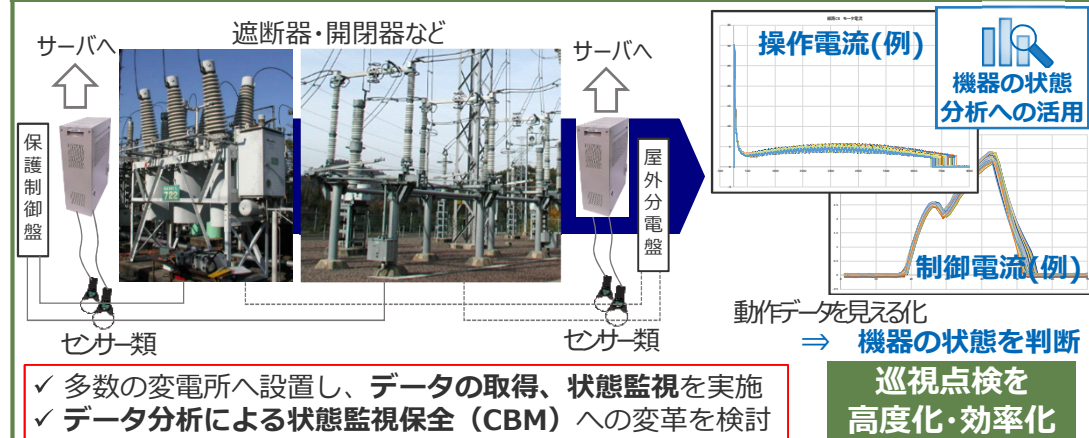 遮断器・開閉器など
サーバへ
サーバへ
保護制御盤
屋外分電盤
722
センサー類
センサー類
操作電流(例)
機器の状態
分析への活用
制御電流(例)
動作データを見える化
⇒ 機器の状態を判断
✓ 多数の変電所へ設置し、データの取得、状態監視を実施
✓ データ分析による状態監視保全（CBM）への変革を検討
巡視点検を
高度化・効率化